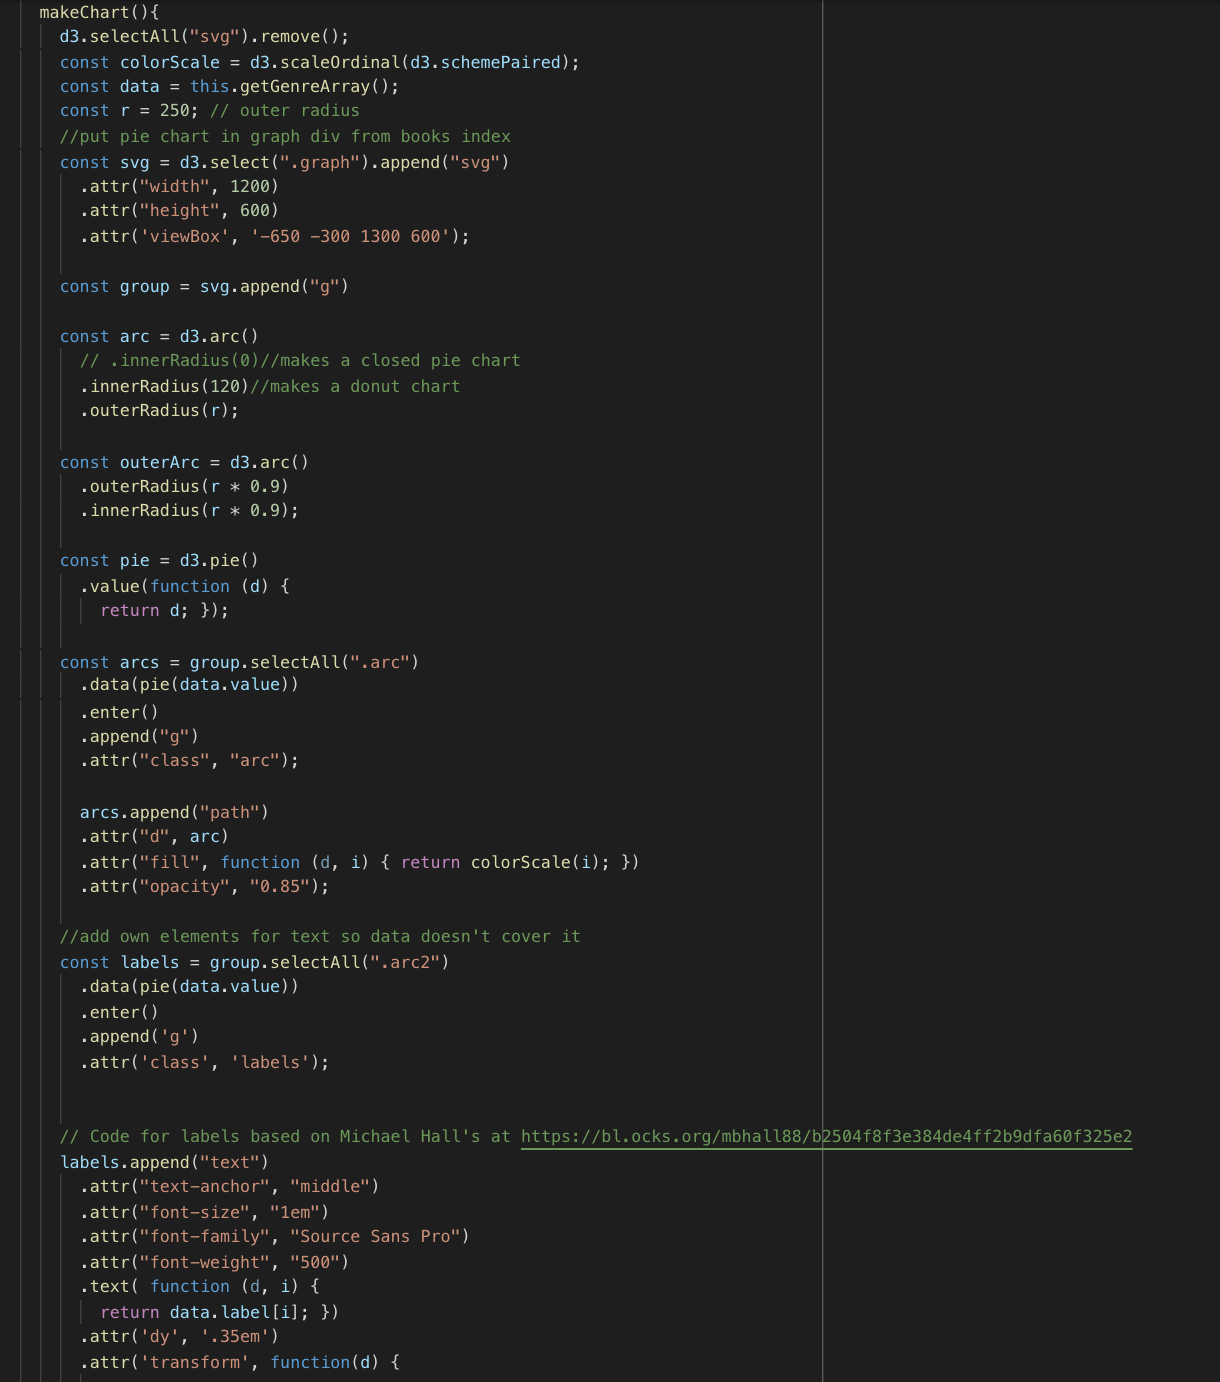 makeChart(){
d3.selectAll("svg").remove();
const colorScale = d3.scaleOrdinal(d3.schemePaired);
const data = this.getGenreArray();
const r = 250; // outer radius
//put pie chart in graph div from books index
const svg = d3.select(".graph").append("svg")
.attr("width", 1200)
.attr("height", 600)
.attr('viewBox', '-650 -300 1300 600');
const group = svg.append("g")
const arc = d3.arc()
// .innerRadius(0)//makes a closed pie chart
.innerRadius(120)//makes a donut chart
.outerRadius(r);
const outerArc = d3.arc()
.outerRadius(r * 0.9)
.innerRadius(r * 0.9);
const pie = d3.pie()
.value(function (d) {
return d; });
const arcs = group.selectAll(".arc")
.data(pie(data.value))
.enter()
.append("g")
.attr("class", "arc");
arcs.append("path")
.attr("d", arc)
.attr("fill", function (d, i) { return colorScale(i); })
.attr("opacity", "0.85");
//add own elements for text so data doesn't cover it
const labels = group.selectAll(".arc2")
.data(pie(data.value))
.enter()
.append('g')
.attr('class', 'labels');
// Code for labels based on Michael Hall's at https://bl.ocks.org/mbhall88/b2504f8f3e384de4ff2b9dfa60f325e2
labels.append("text")
.attr("text-anchor", "middle")
.attr("font-size", "1em")
.attr("font-family", "Source Sans Pro")
.attr("font-weight", "500")
.text( function (d, i) {
return data.label[i]; })
.attr('dy', '.35em')
.attr('transform', function(d) {